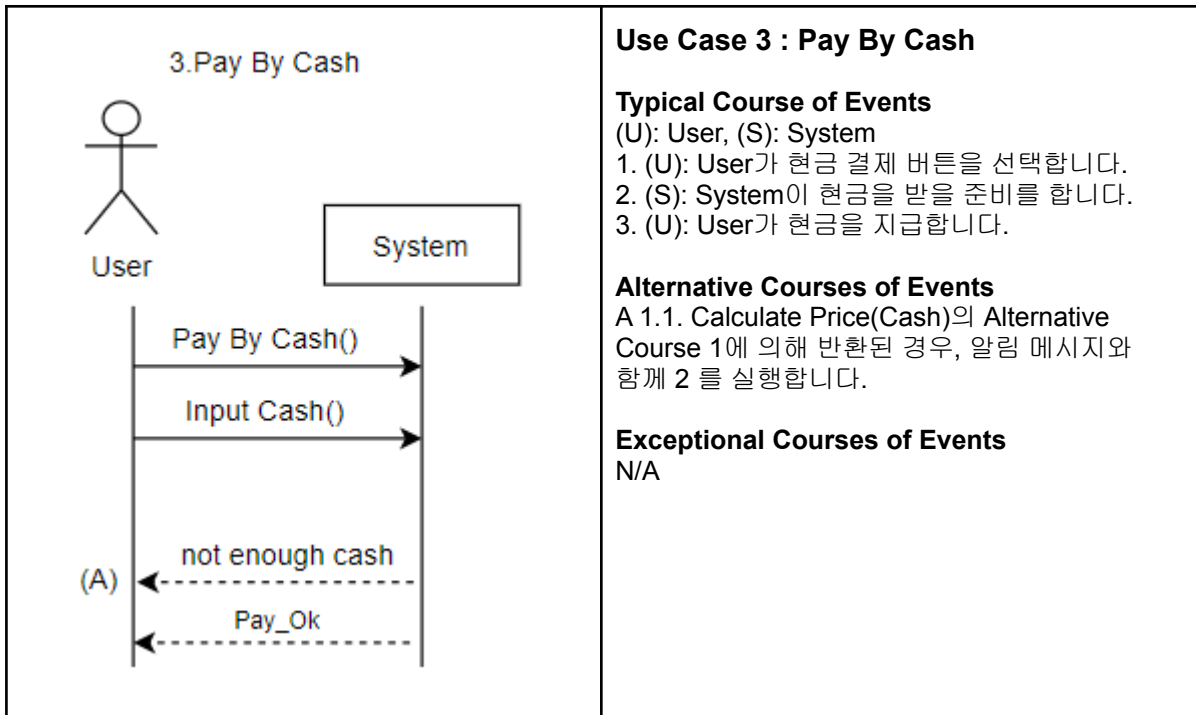 3.Pay By Cash
User
System
Pay By Cash()
Input Cash()
not enough cash
(A)
Pay_Ok
Use Case 3 : Pay By Cash
Typical Course of Events
(U): User, (S): System
1. (U): User가 현금 결제 버튼을 선택합니다.
2. (S): System이 현금을 받을 준비를 합니다.
3. (U): User가 현금을 지급합니다.
Alternative Courses of Events
A 1.1. Calculate Price(Cash)의 Alternative
Course 1에 의해 반환된 경우, 알림 메시지와
함께 2 를 실행합니다.
Exceptional Courses of Events
N/A